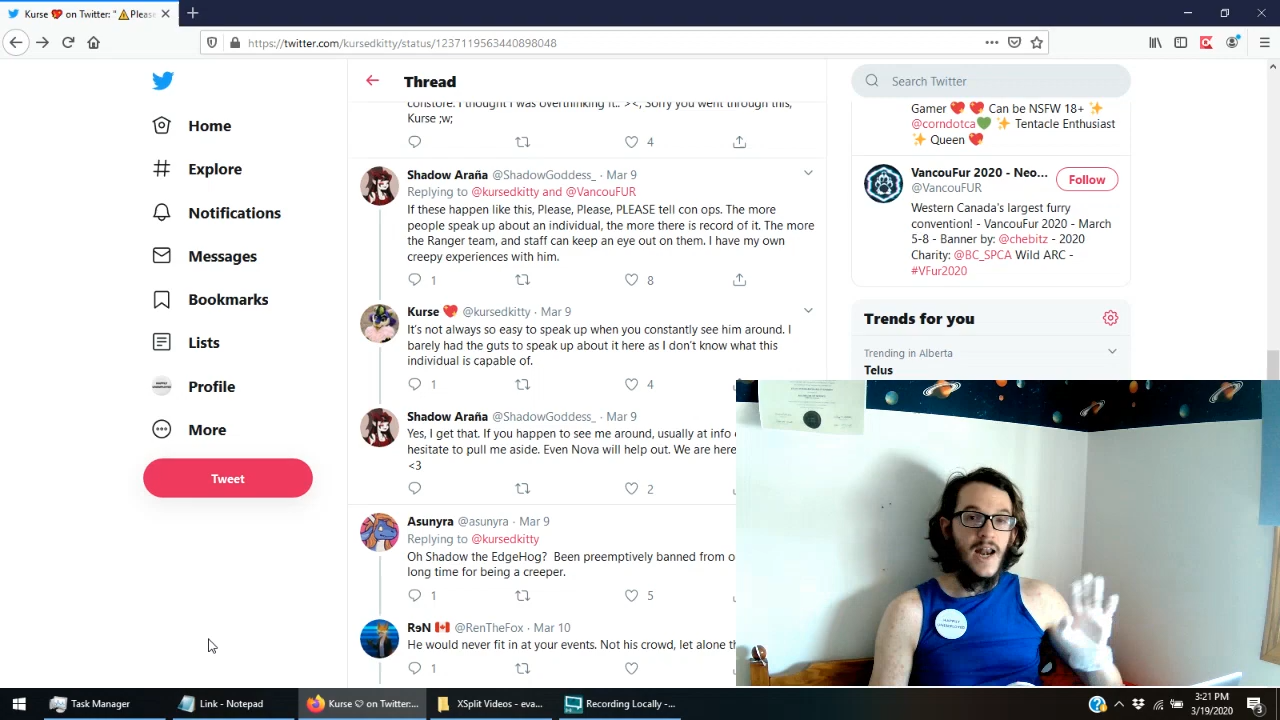 Kurse ❤️ on Twitter: "⚠️Please
https://twitter.com/kursedkitty/status/1237119563440898048
Home
Explore
Notifications
Messages
Bookmarks
Lists
Profile
More
Tweet
Thread
constore. I thought I was overthinking it.. ><, Sorry you went through this,
Kurse ;w;
4
Shadow Araña @ShadowGoddess_ · Mar 9
Replying to @kursedkitty and @VancouFUR
If these happen like this, Please, Please, PLEASE tell con ops. The more
people speak up about an individual, the more there is record of it. The more
the Ranger team, and staff can keep an eye out on them. I have my own
creepy experiences with him.
1 8
Kurse ❤️ @kursedkitty · Mar 9
It's not always so easy to speak up when you constantly see him around. I
barely had the guts to speak up about it here as I don't know what this
individual is capable of.
1 4
Shadow Araña @ShadowGoddess_ · Mar 9
Yes, I get that. If you happen to see me around, usually at info
hesitate to pull me aside. Even Nova will help out. We are here
<3
2
Asunyra @asunyra · Mar 9
Replying to @kursedkitty
Oh Shadow the EdgeHog? Been preemptively banned from o
long time for being a creeper.
1 5
RɘN 🇨🇦 @RenTheFox · Mar 10
He would never fit in at your events. Not his crowd, let alone th
1
Search Twitter
Gamer ❤️ ❤️ Can be NSFW 18+ ✨
@corndotca💚 ✨ Tentacle Enthusiast
✨ Queen ❤️
VancouFur 2020 - Neo...
@VancouFUR
Follow
Western Canada's largest furry
convention! - VancouFur 2020 - March
5-8 - Banner by: @chebitz - 2020
Charity: @BC_SPCA Wild ARC -
#VFur2020
Trends for you
Trending in Alberta
Telus
Task Manager
Link - Notepad
Kurse ♡ on Twitter:...
XSplit Videos - eva...
Recording Locally -...
3:21 PM
3/19/2020
3